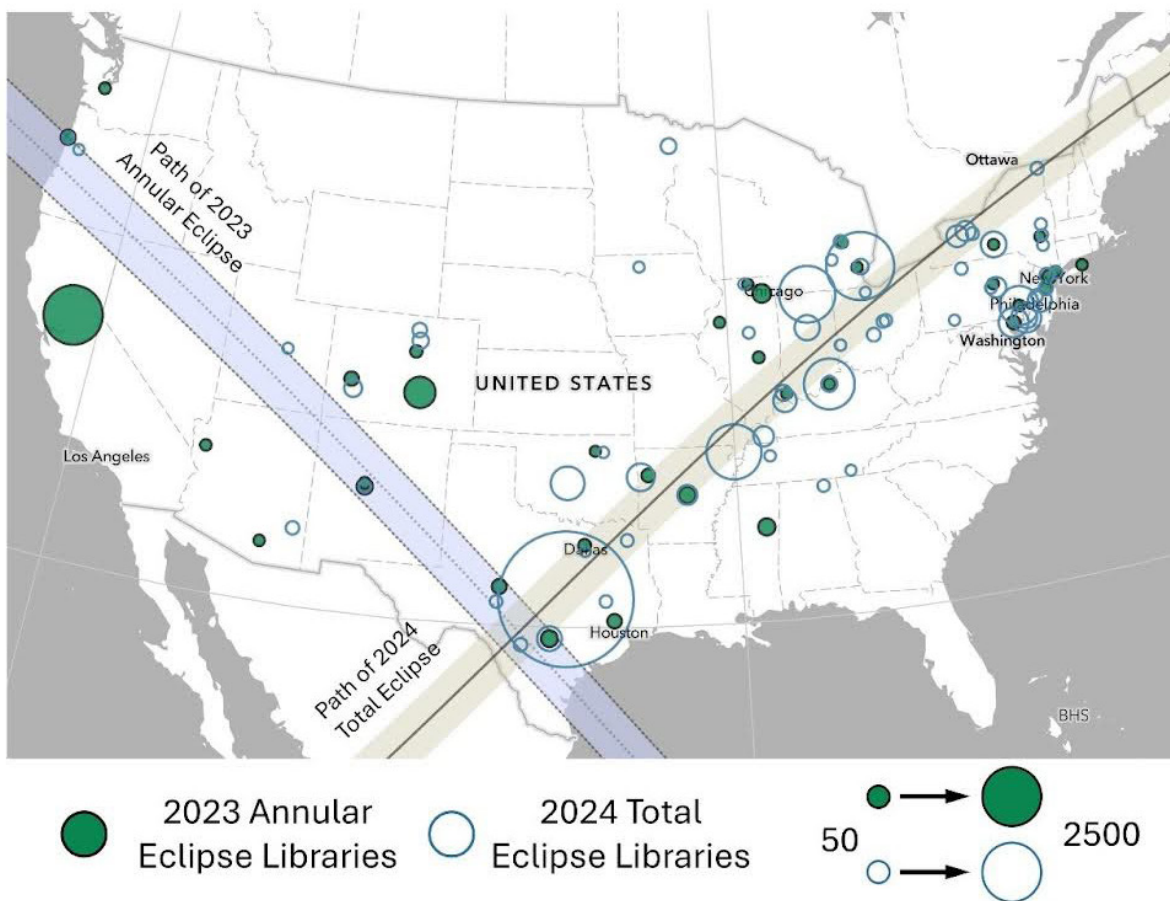 Ottawa
Path of 2023
Annular Eclipse
New York
Chicago
Philadelphia
Washington
UNITED STATES
Los Angeles
Dallas
Houston
Path of 2024
Total Eclipse
BHS
2023 Annular
Eclipse Libraries
2024 Total
Eclipse Libraries
50
2500